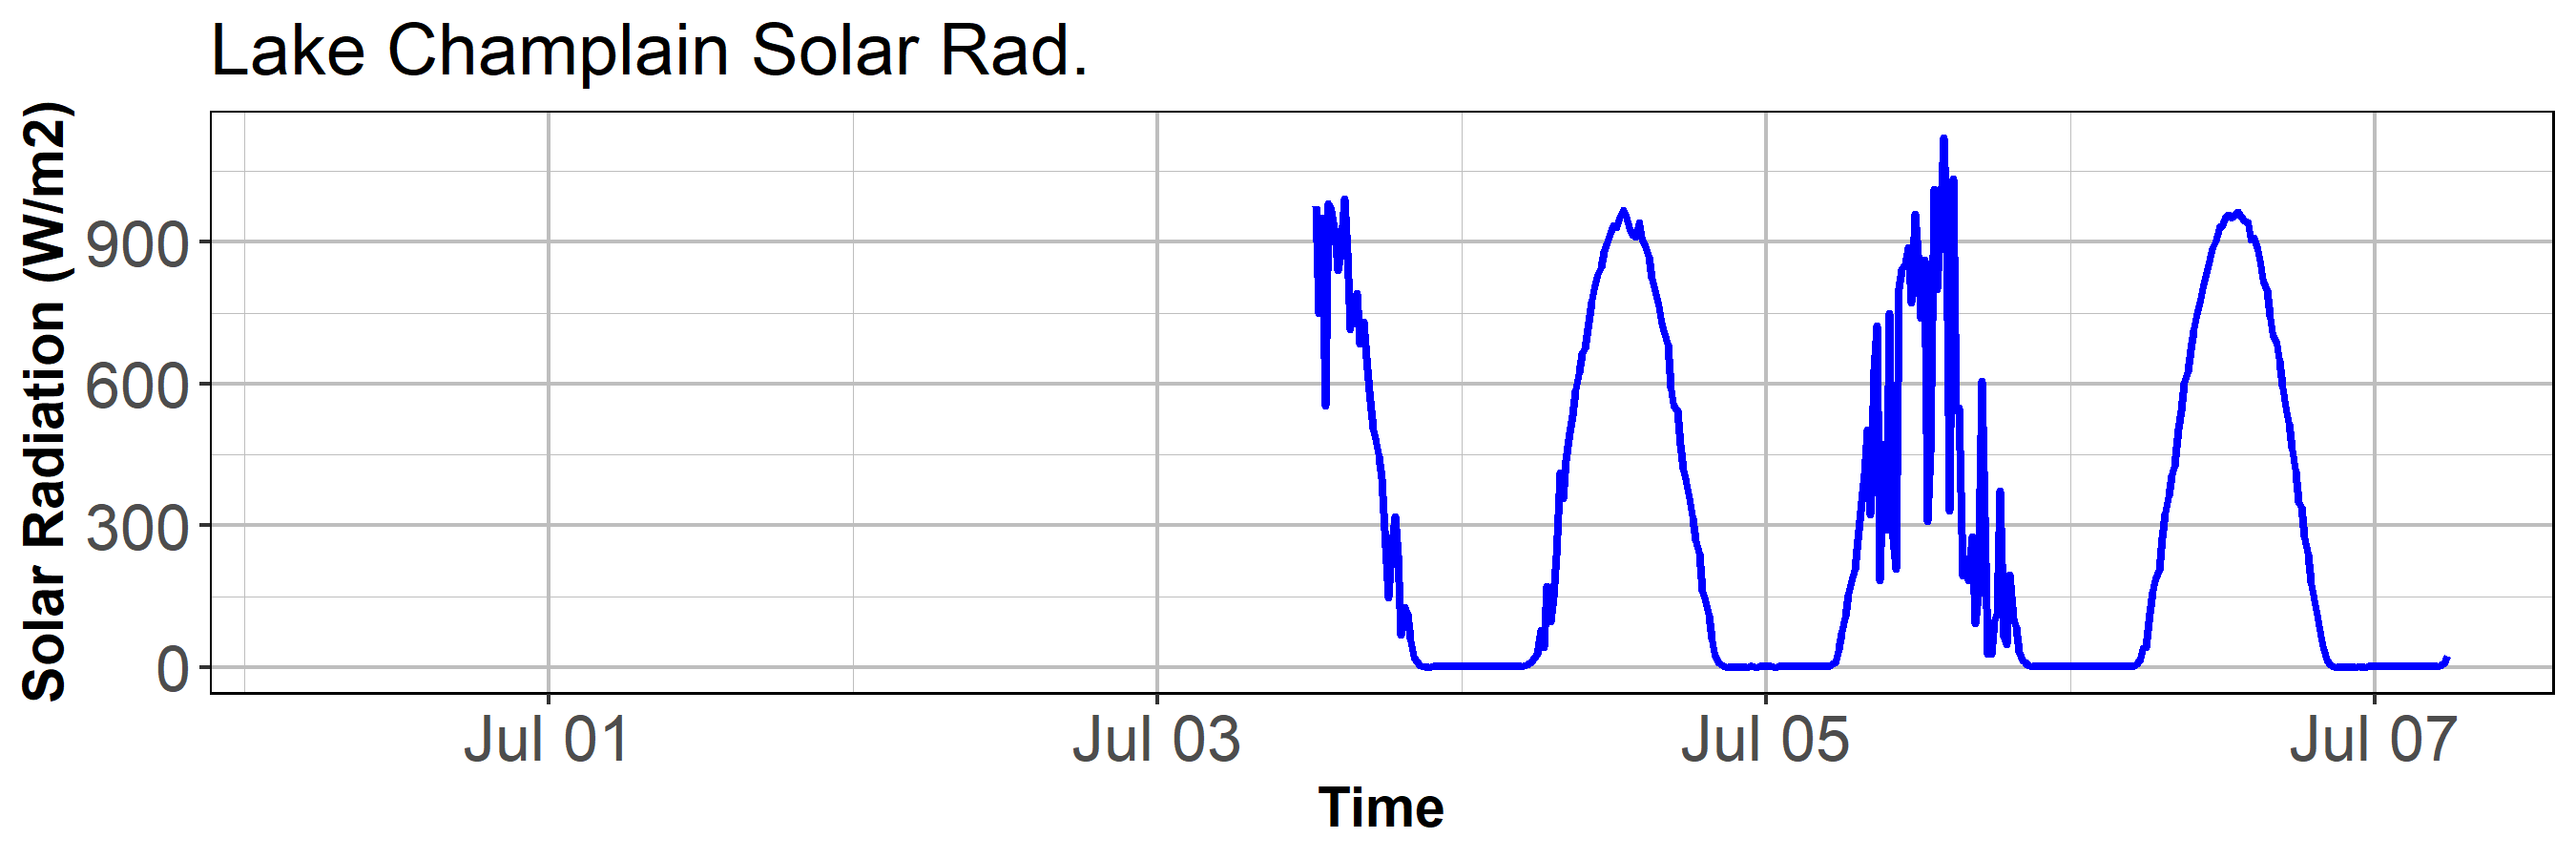 Lake Champlain Solar Rad.
Solar Radiation (W/m2)
900
600
300
0
Jul 01
Jul 03
Jul 05
Jul 07
Time